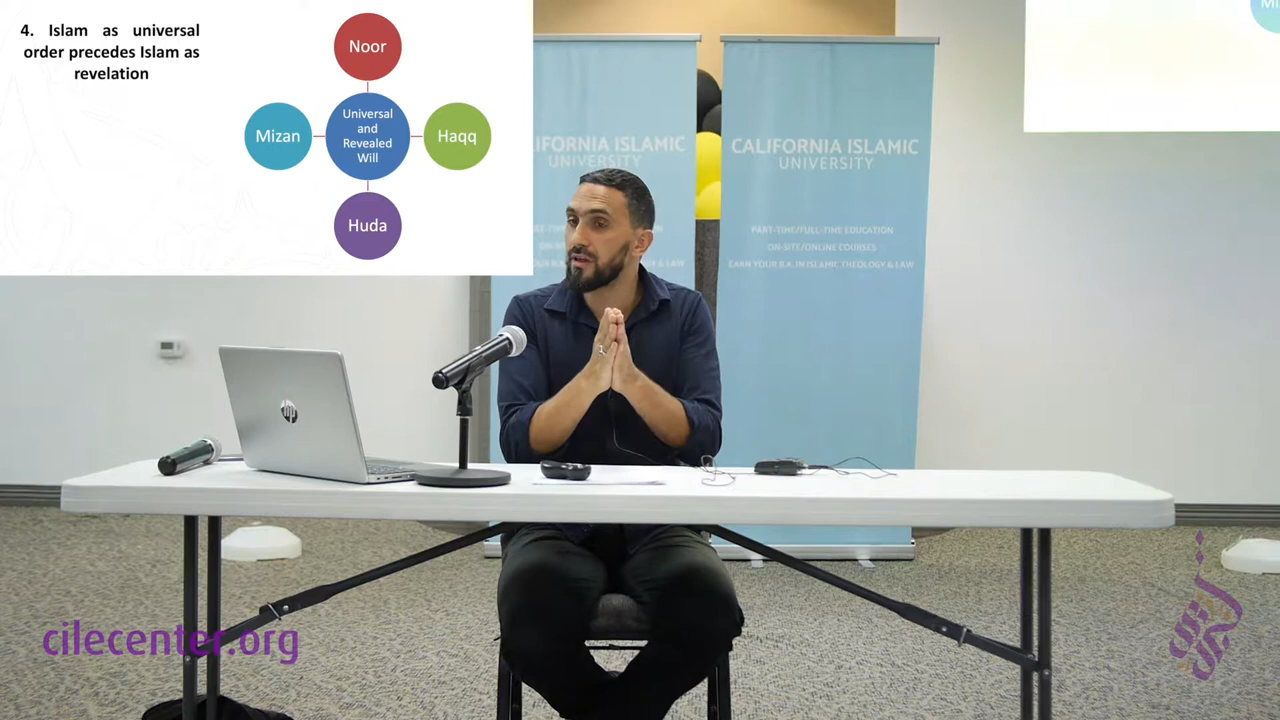 4. Islam as universal
order precedes Islam as
revelation
Noor
Mizan
Universal
and
Revealed
Will
Haqq
Huda
CALIFORNIA ISLAMIC
UNIVERSITY
CALIFORNIA ISLAMIC
UNIVERSITY
PART-TIME/FULL-TIME EDUCATION
ON-SITE/ONLINE COURSES
EARN YOUR B.A. IN ISLAMIC THEOLOGY & LAW
hp
cilecenter.org